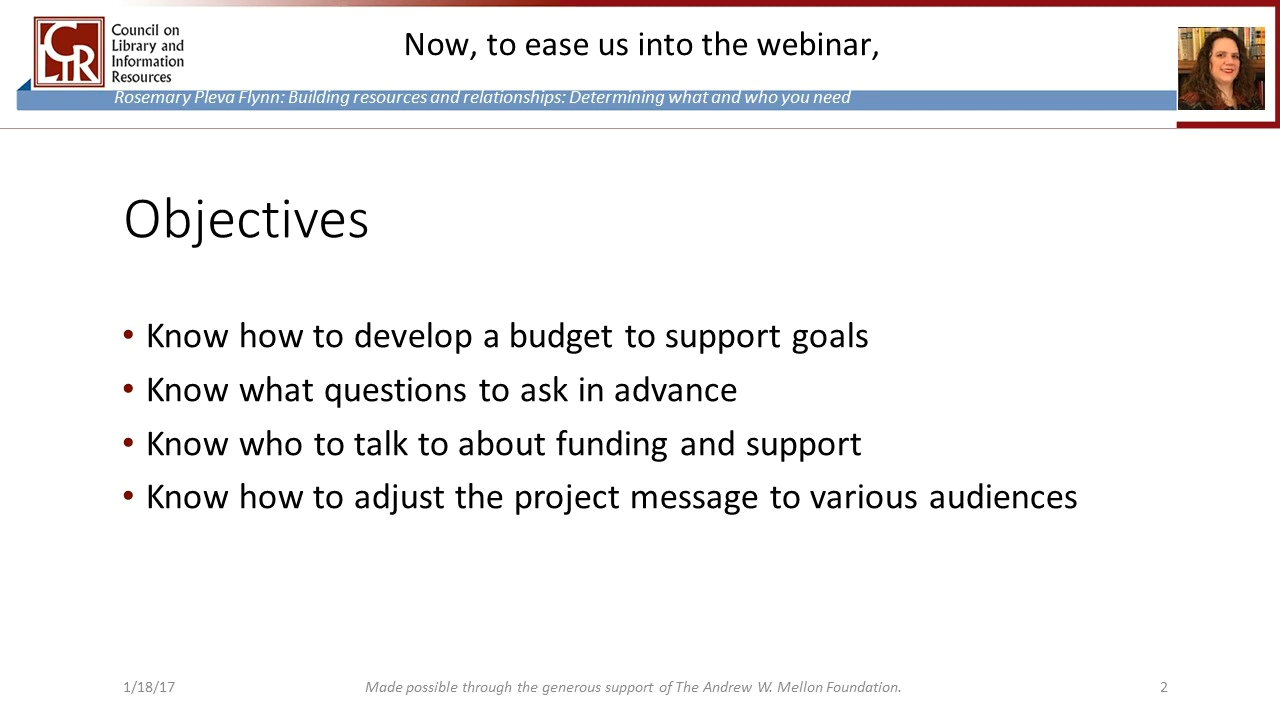 CLIR
Council on
Library and
Information
Resources
Now, to ease us into the webinar,
Rosemary Pleva Flynn: Building resources and relationships: Determining what and who you need
Objectives
• Know how to develop a budget to support goals
• Know what questions to ask in advance
• Know who to talk to about funding and support
• Know how to adjust the project message to various audiences
1/18/17
Made possible through the generous support of The Andrew W. Mellon Foundation.
2